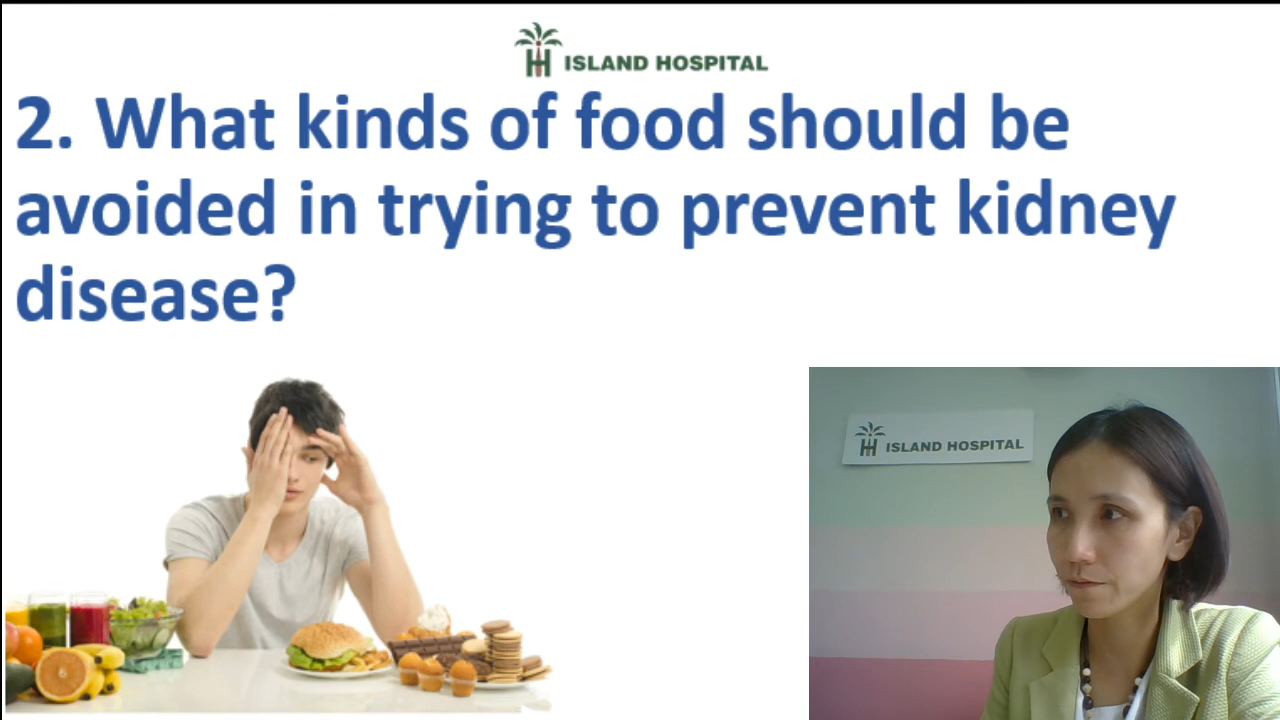 ISLAND HOSPITAL
2. What kinds of food should be
avoided in trying to prevent kidney
disease?
ISLAND HOSPITAL